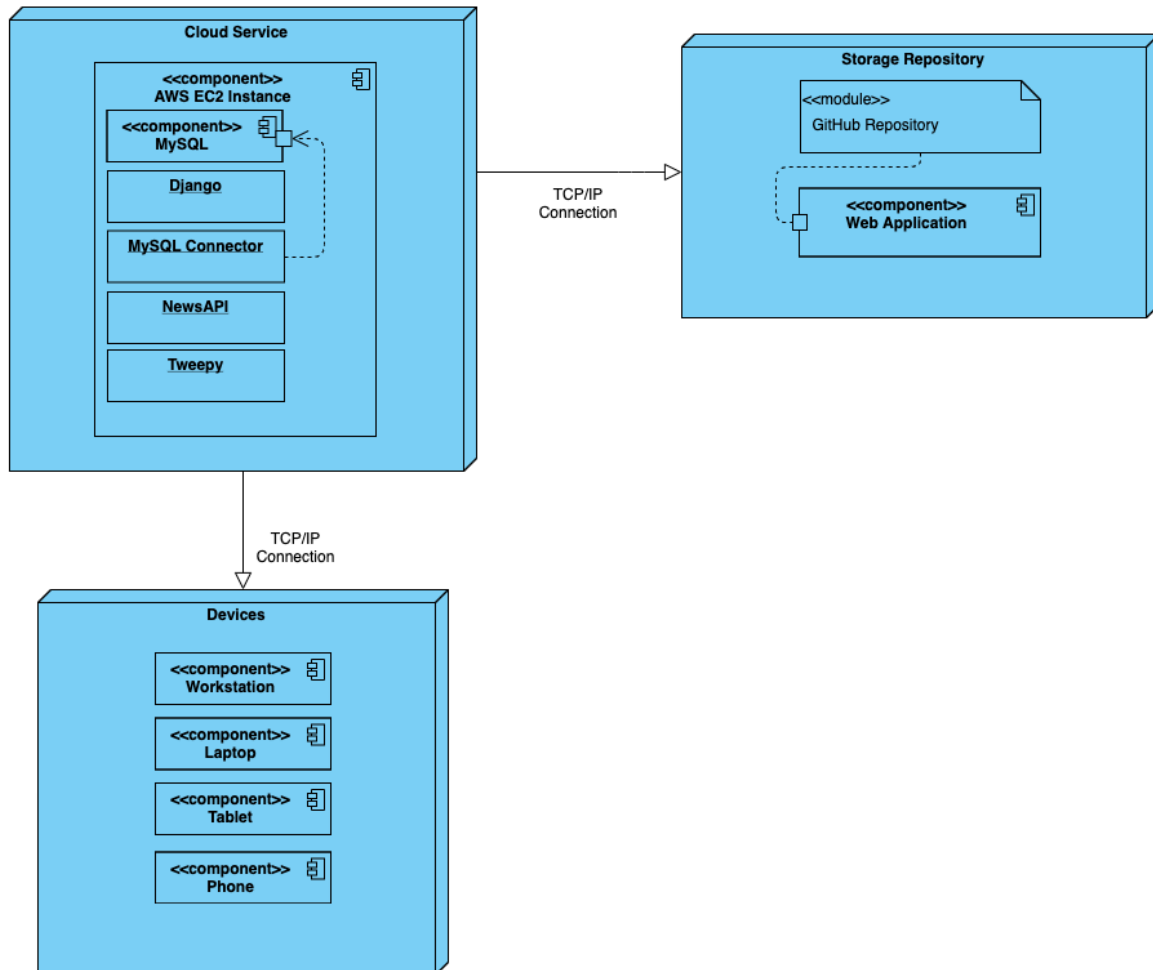 Cloud Service
<<component>>
AWS EC2 Instance
<<component>>
MySQL
Django
MySQL Connector
NewsAPI
Tweepy
TCP/IP
Connection
Storage Repository
<<module>>
GitHub Repository
<<component>>
Web Application
TCP/IP
Connection
Devices
<<component>>
Workstation
<<component>>
Laptop
<<component>>
Tablet
<<component>>
Phone